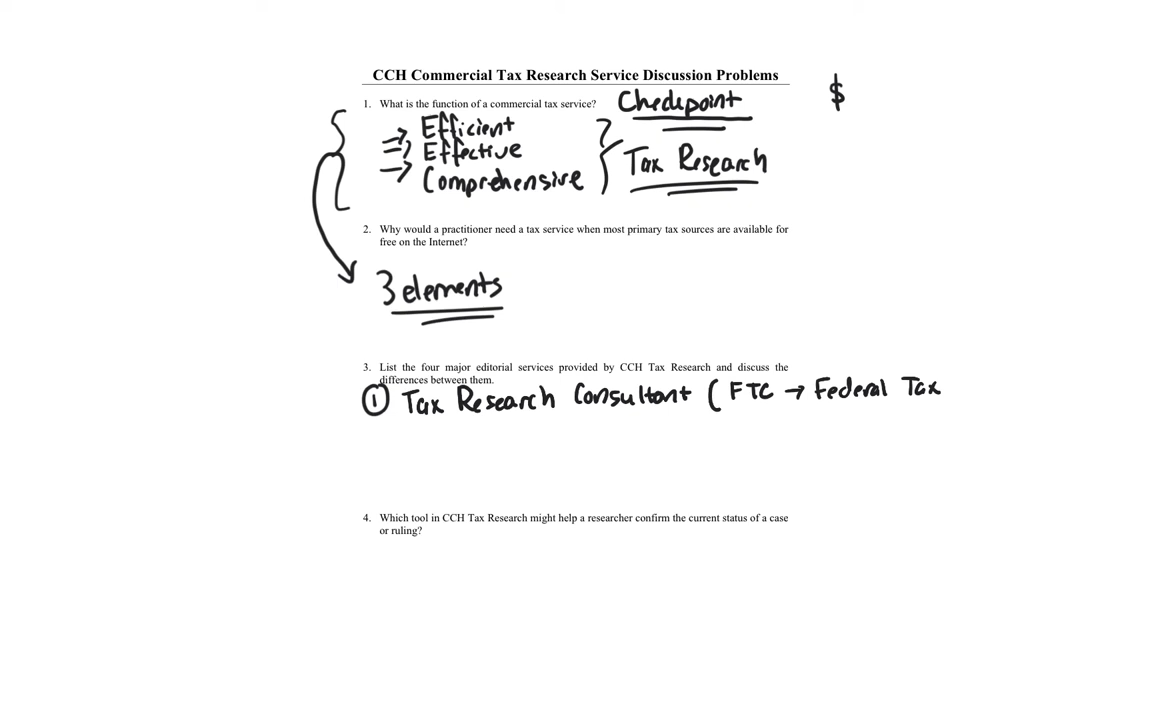 CCH Commercial Tax Research Service Discussion Problems
$
1. What is the function of a commercial tax service?
Checkpoint
Efficient
Effective
Comprehensive
Tax Research
2. Why would a practitioner need a tax service when most primary tax sources are available for
free on the Internet?
3 elements
3. List the four major editorial services provided by CCH Tax Research and discuss the
differences between them.
① Tax Research Consultant ( FTC → Federal Tax
4. Which tool in CCH Tax Research might help a researcher confirm the current status of a case
or ruling?